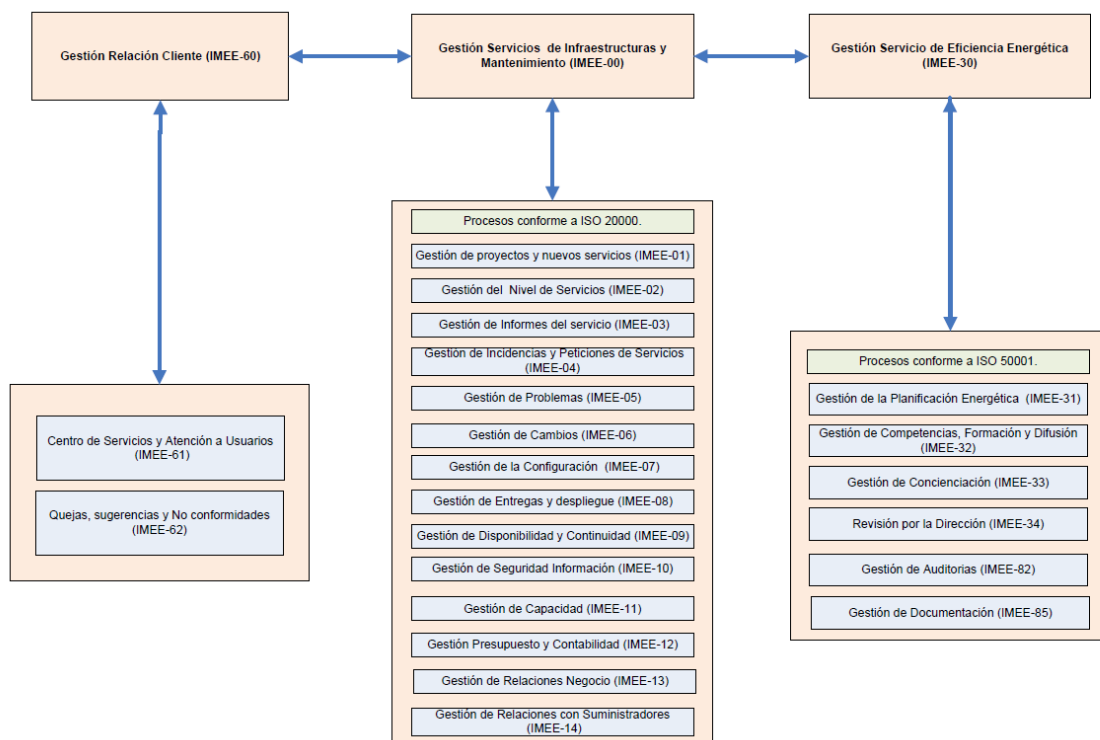 Gestión Relación Cliente (IMEE-60)
Gestión Servicios de Infraestructuras y
Mantenimiento (IMEE-00)
Gestión Servicio de Eficiencia Energética
(IMEE-30)
Centro de Servicios y Atención a Usuarios
(IMEE-61)
Quejas, sugerencias y No conformidades
(IMEE-62)
Procesos conforme a ISO 20000.
Gestión de proyectos y nuevos servicios (IMEE-01)
Gestión del Nivel de Servicios (IMEE-02)
Gestión de Informes del servicio (IMEE-03)
Gestión de Incidencias y Peticiones de Servicios
(IMEE-04)
Gestión de Problemas (IMEE-05)
Gestión de Cambios (IMEE-06)
Gestión de la Configuración (IMEE-07)
Gestión de Entregas y despliegue (IMEE-08)
Gestión de Disponibilidad y Continuidad (IMEE-09)
Gestión de Seguridad Información (IMEE-10)
Gestión de Capacidad (IMEE-11)
Gestión Presupuesto y Contabilidad (IMEE-12)
Gestión de Relaciones Negocio (IMEE-13)
Gestión de Relaciones con Suministradores
(IMEE-14)
Procesos conforme a ISO 50001.
Gestión de la Planificación Energética (IMEE-31)
Gestión de Competencias, Formación y Difusión
(IMEE-32)
Gestión de Concienciación (IMEE-33)
Revisión por la Dirección (IMEE-34)
Gestión de Auditorias (IMEE-82)
Gestión de Documentación (IMEE-85)